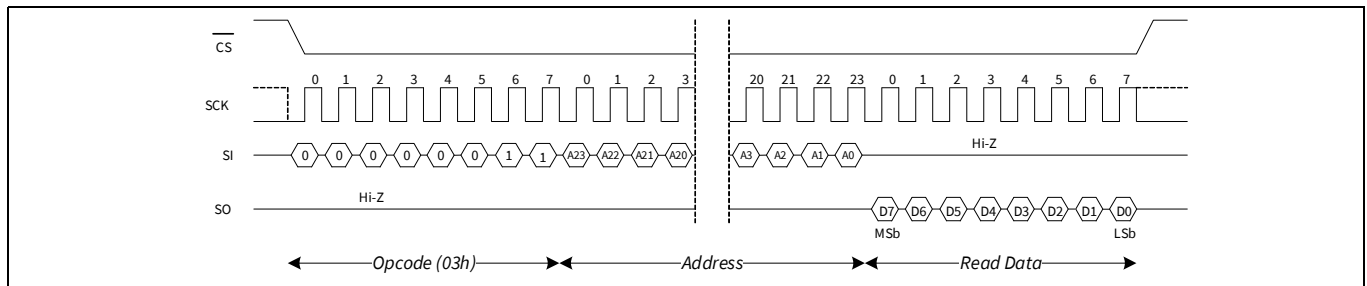 CS
0 1 2 3 4 5 6 7 0 1 2 3 20 21 22 23 0 1 2 3 4 5 6 7
SCK
Hi-Z
SI 0 0 0 0 0 0 1 1 A23 A22 A21 A20 A3 A2 A1 A0
Hi-Z
SO D7 D6 D5 D4 D3 D2 D1 D0
MSb LSb
Opcode (03h) Address Read Data